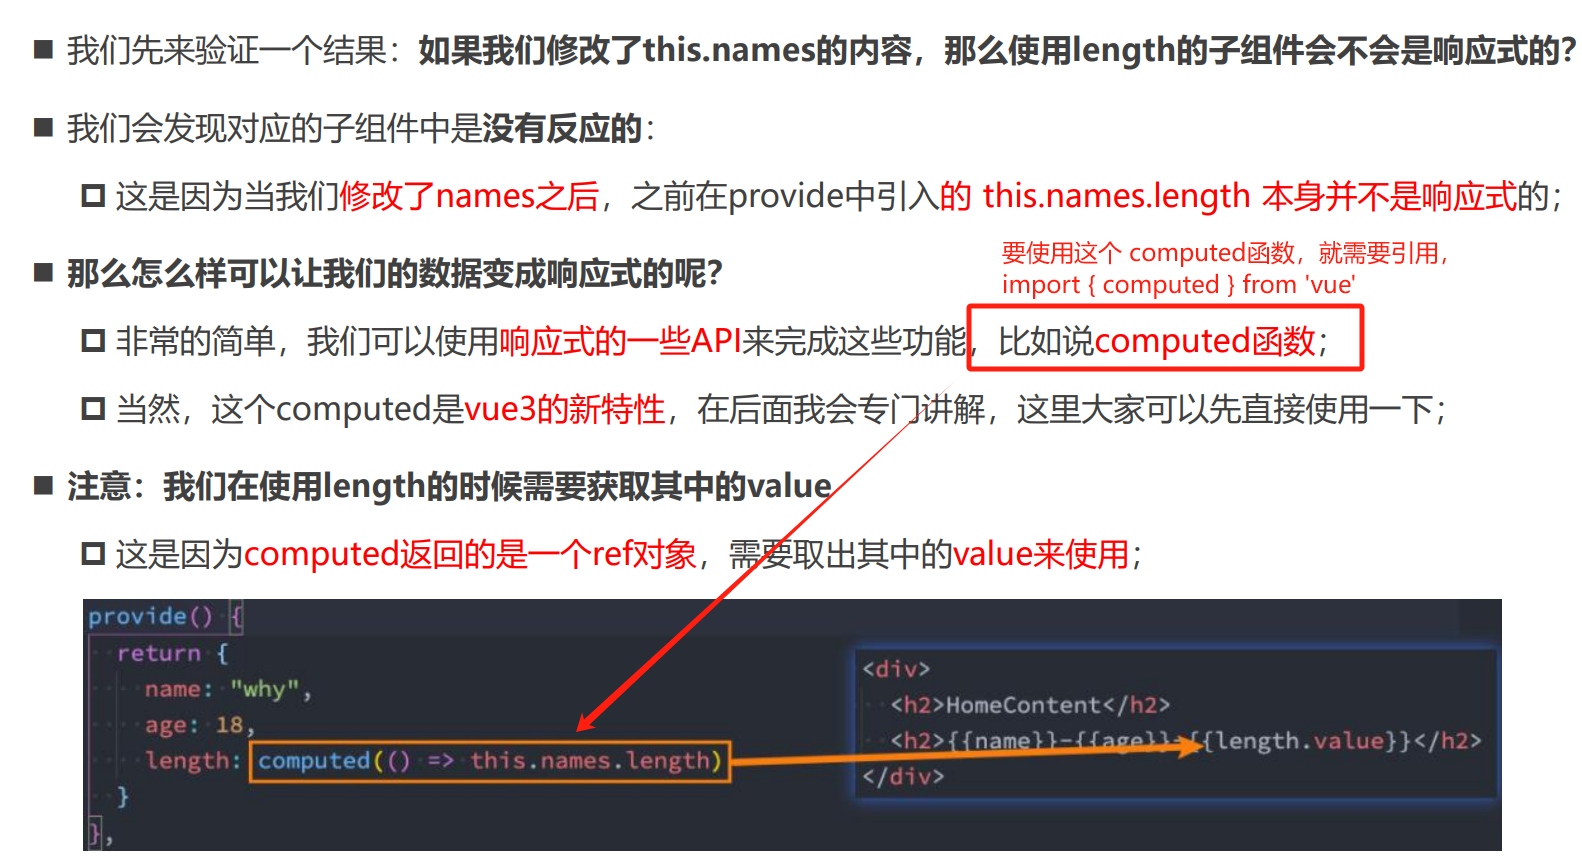 我们先来验证一个结果：如果我们修改了this.names的内容，那么使用length的子组件会不会是响应式的？
我们会发现对应的子组件中是没有反应的：
这是因为当我们修改了names之后，之前在provide中引入的 this.names.length 本身并不是响应式的；
那么怎么样可以让我们的数据变成响应式的呢？
要使用这个 computed函数，就需要引用，
import { computed } from 'vue'
非常的简单，我们可以使用响应式的一些API来完成这些功能，比如说computed函数；
当然，这个computed是vue3的新特性，在后面我会专门讲解，这里大家可以先直接使用一下；
注意：我们在使用length的时候需要获取其中的value
这是因为computed返回的是一个ref对象，需要取出其中的value来使用；
provide() {
return {
name: "why",
age: 18,
length: computed(() => this.names.length)
}
},
<div>
<h2>HomeContent</h2>
<h2>{{name}}-{{age}}-{{length.value}}</h2>
</div>